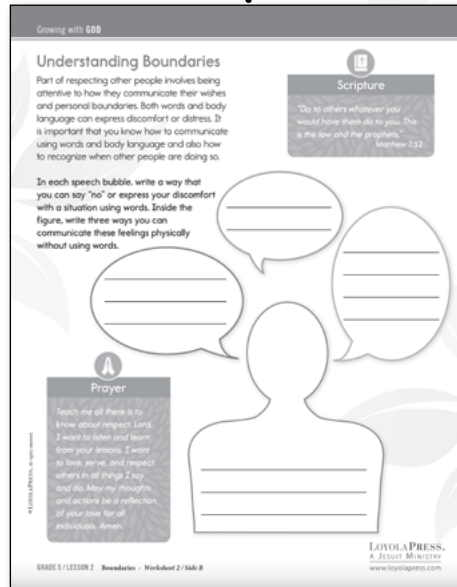 Growing with GOD
Understanding Boundaries
Part of respecting other people involves being
attentive to how they communicate their wishes
and personal boundaries. Both words and body
language can express discomfort or distress. It
is important that you know how to communicate
using words and body language and also how
to recognize when other people are doing so.
In each speech bubble, write a way that
you can say "no" or express your discomfort
with a situation using words. Inside the
figure, write three ways you can
communicate these feelings physically
without using words.
Scripture
"Do to others whatever you
would have them do to you. This
is the law and the prophets."
Matthew 7:12
Prayer
Teach me all there is to
know about respect, Lord.
I want to listen and learn
from your lessons. I want
to love, serve, and respect
others in all things I say
and do. May my thoughts
and actions be a reflection
of your love for all
individuals. Amen.
© LOYOLA PRESS. All rights reserved.
GRADE 5 / LESSON 2 Boundaries • Worksheet 2 / Side B
LOYOLA PRESS.
A JESUIT MINISTRY
www.loyolapress.com